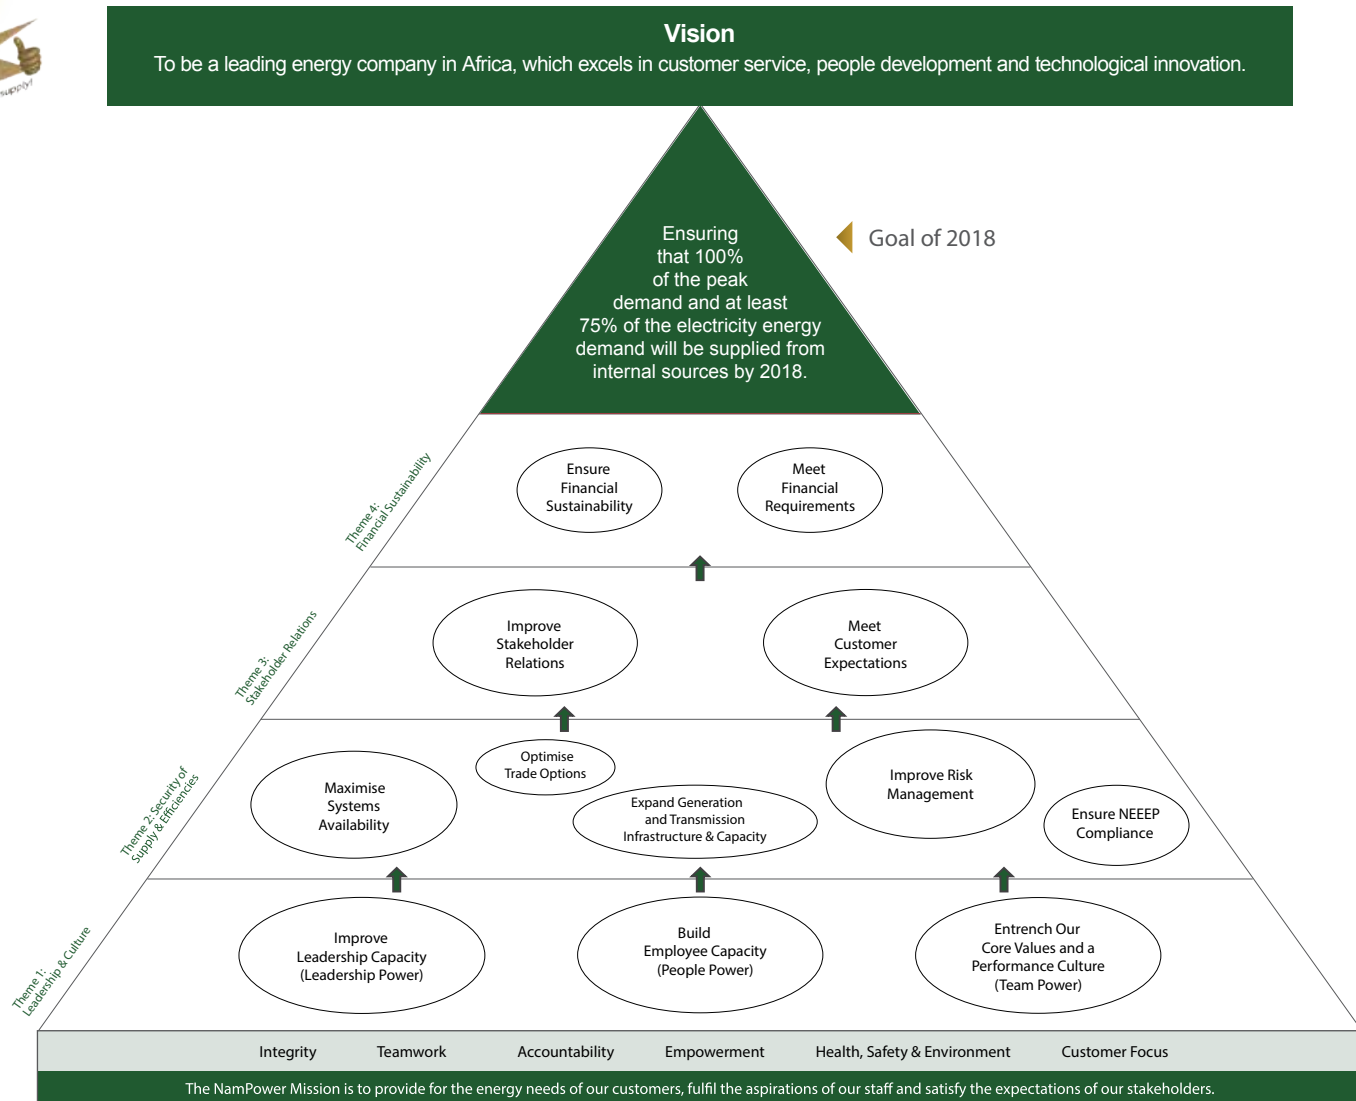 supply!
Vision
To be a leading energy company in Africa, which excels in customer service, people development and technological innovation.
Ensuring
that 100%
of the peak
demand and at least
75% of the electricity energy
demand will be supplied from
internal sources by 2018.
Goal of 2018
Theme 4:
Financial Sustainability
Ensure
Financial
Sustainability
Meet
Financial
Requirements
Theme 3:
Stakeholder Relations
Improve
Stakeholder
Relations
Meet
Customer
Expectations
Theme 2: Security of
Supply & Efficiencies
Maximise
Systems
Availability
Optimise
Trade Options
Expand Generation
and Transmission
Infrastructure & Capacity
Improve Risk
Management
Ensure NEEEP
Compliance
Theme 1:
Leadership & Culture
Improve
Leadership Capacity
(Leadership Power)
Build
Employee Capacity
(People Power)
Entrench Our
Core Values and a
Performance Culture
(Team Power)
Integrity Teamwork Accountability Empowerment Health, Safety & Environment Customer Focus
The NamPower Mission is to provide for the energy needs of our customers, fulfil the aspirations of our staff and satisfy the expectations of our stakeholders.